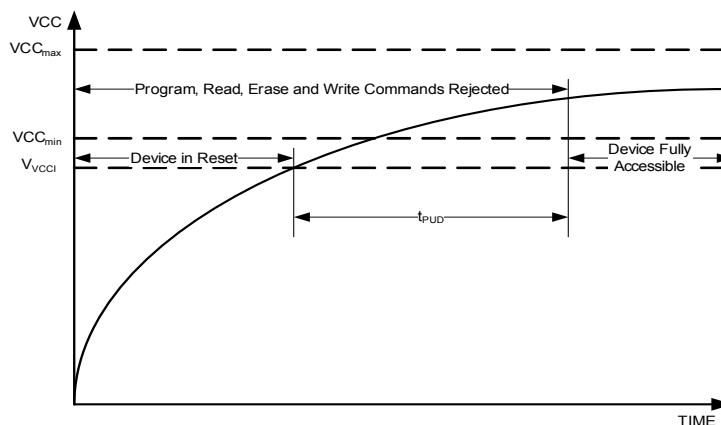 VCC
VCCmax
Program, Read, Erase and Write Commands Rejected
VCCmin
Device in Reset
Device Fully
Accessible
VVCCI
tPUD
TIME